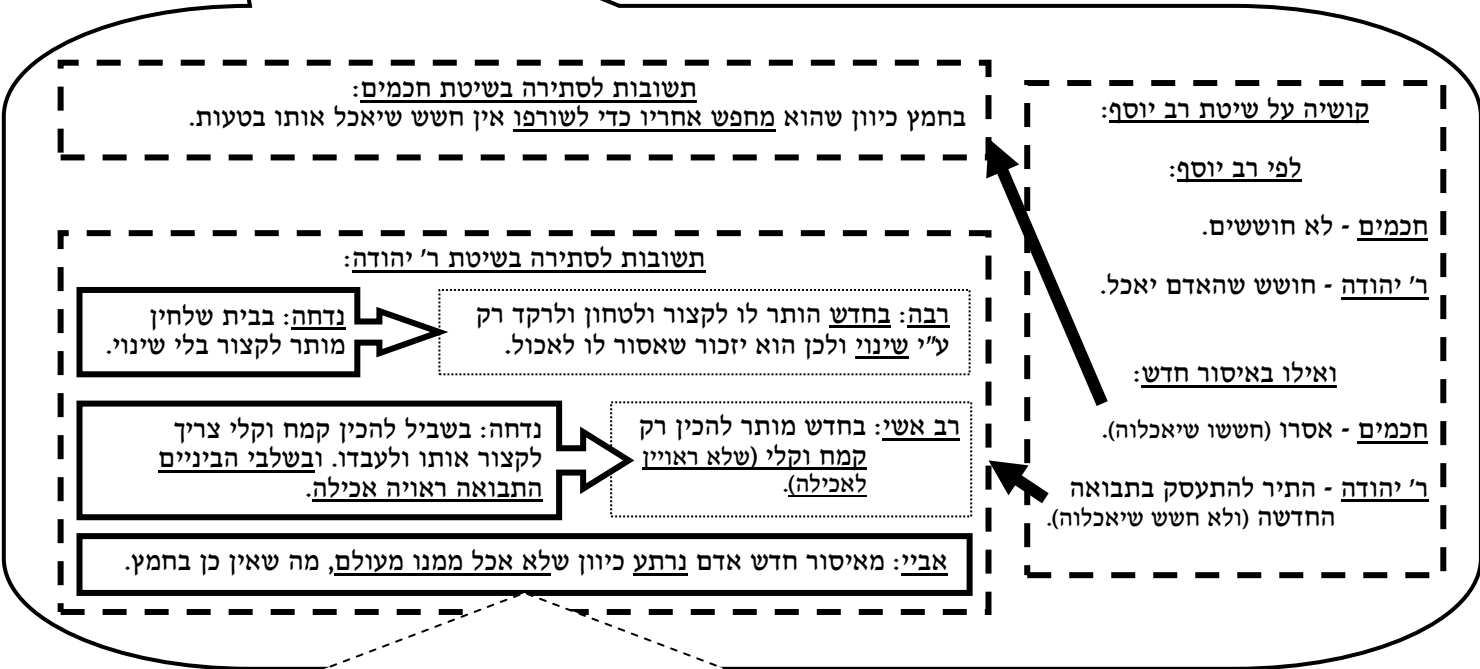 קושיה על שיטת רב יוסף:
לפי רב יוסף:
חכמים - לא חוששים.
ר' יהודה - חושש שהאדם יאכל.
ואילו באיסור חדש:
חכמים - אסרו (חששו שיאכלוה).
ר' יהודה - התיר להתעסק בתבואה
החדשה (ולא חשש שיאכלוה).
תשובות לסתירה בשיטת חכמים:
בחמץ כיוון שהוא מחפש אחריו כדי לשורפו אין חשש שיאכל אותו בטעות.
תשובות לסתירה בשיטת ר' יהודה:
רבה: בחדש הותר לו לקצור ולטחון ולרקד רק
ע"י שינוי ולכן הוא יזכור שאסור לו לאכול.
נדחה: בבית שלחין
מותר לקצור בלי שינוי.
רב אשי: בחדש מותר להכין רק
קמח וקלי (שלא ראויין
לאכילה).
נדחה: בשביל להכין קמח וקלי צריך
לקצור אותו ולעבדו. ובשלבי הביניים
התבואה ראויה אכילה.
אביי: מאיסור חדש אדם נרתע כיוון שלא אכל ממנו מעולם, מה שאין כן בחמץ.